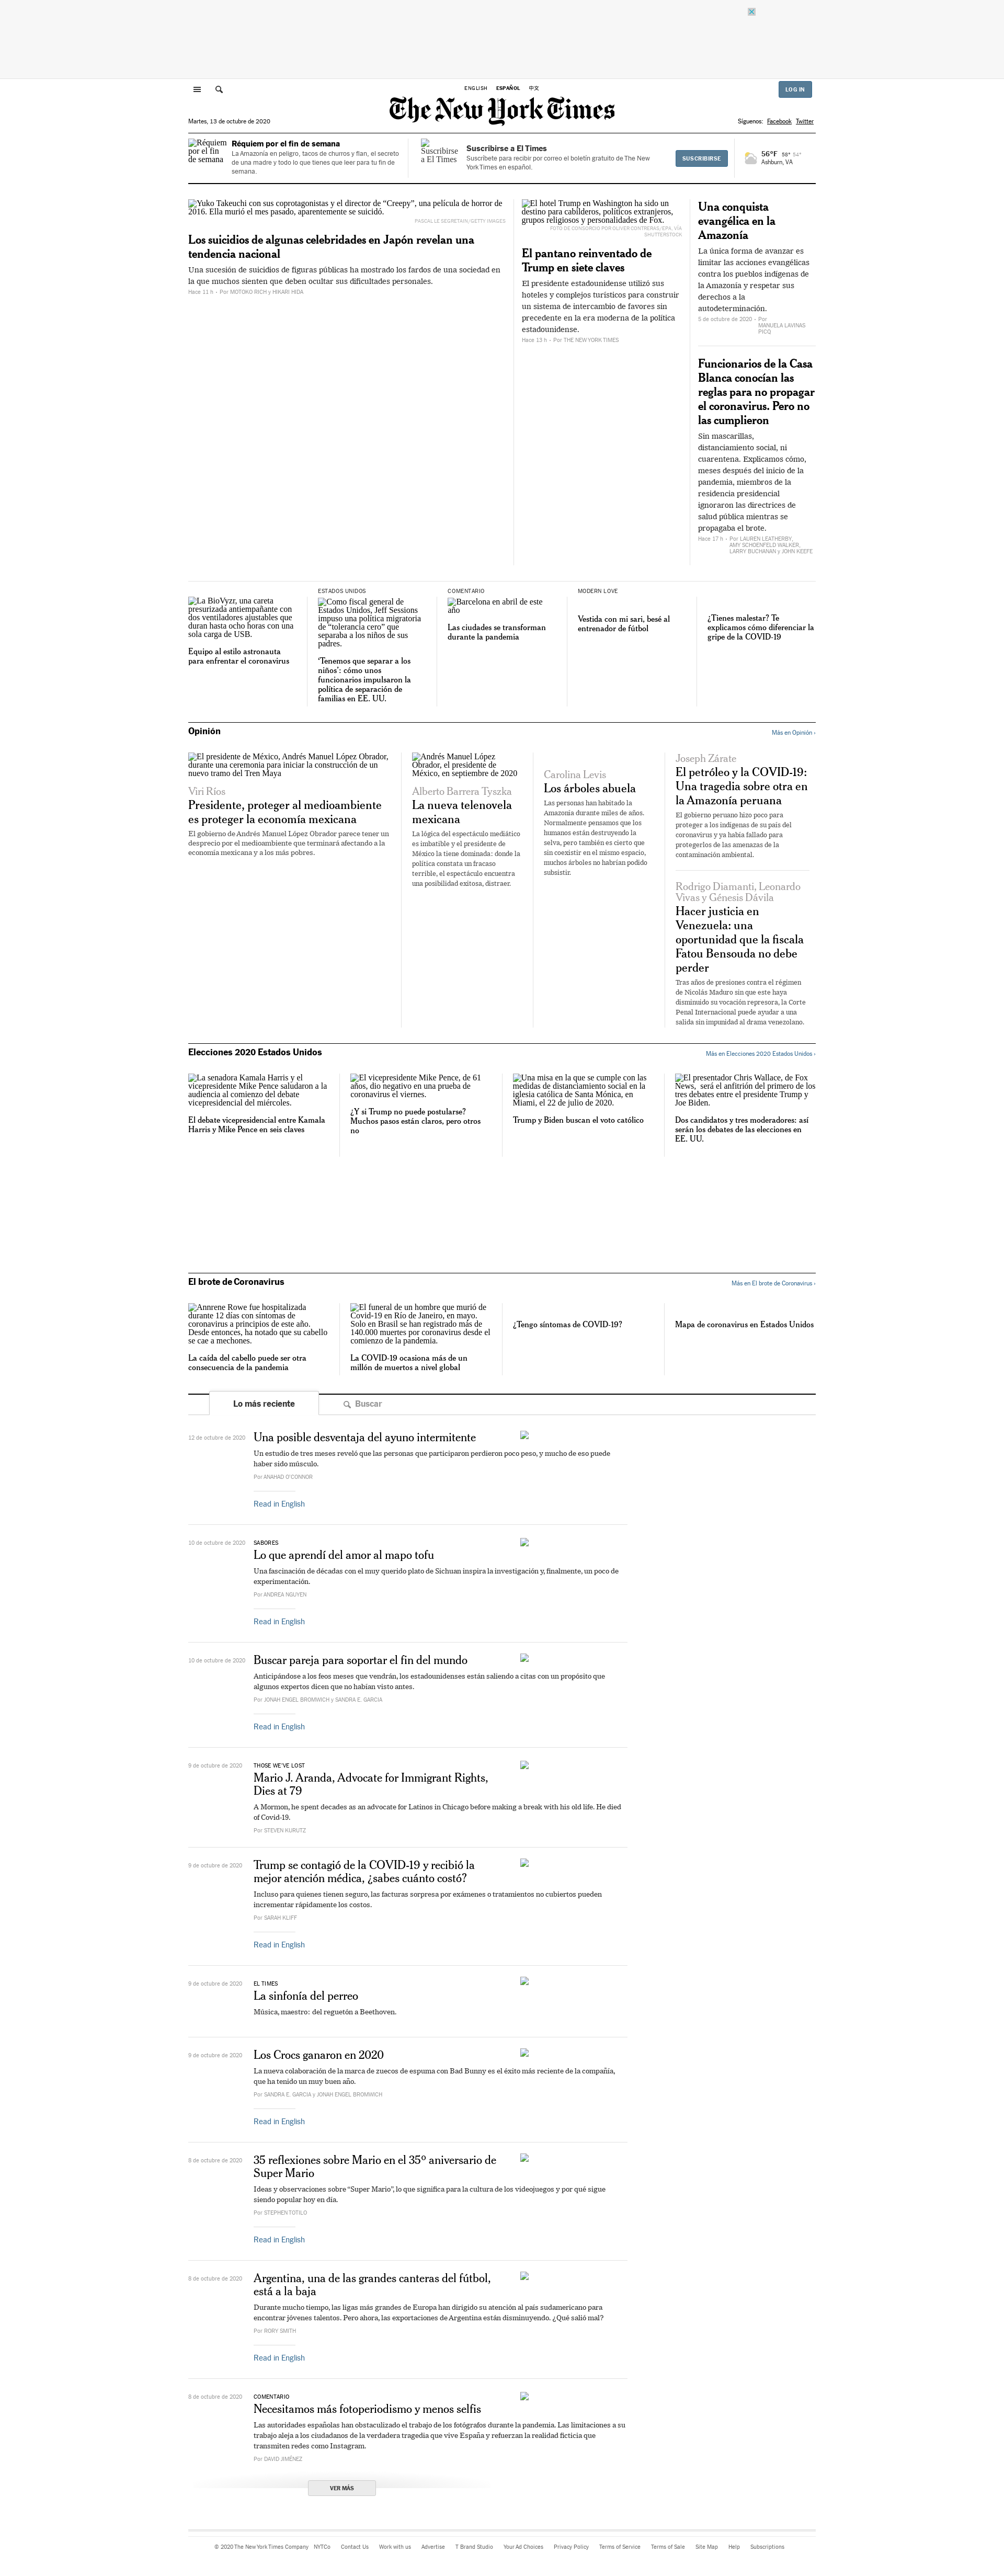 ENGLISH ESPAÑOL 中文
LOG IN
The New York Times
Martes, 13 de octubre de 2020
Síguenos: Facebook Twitter
Réquiem
por el fin
de semana
Réquiem por el fin de semana
La Amazonía en peligro, tacos de churros y flan, el secreto
de una madre y todo lo que tienes que leer para tu fin de
semana.
Suscribirse
a El Times
Suscribirse a El Times
Suscríbete para recibir por correo el boletín gratuito de The New
York Times en español.
SUSCRIBIRSE
56°F 59° 54°
Ashburn, VA
Yuko Takeuchi con sus coprotagonistas y el director de “Creepy”, una película de horror de
2016. Ella murió el mes pasado, aparentemente se suicidó.
PASCAL LE SEGRETAIN/GETTY IMAGES
Los suicidios de algunas celebridades en Japón revelan una
tendencia nacional
Una sucesión de suicidios de figuras públicas ha mostrado los fardos de una sociedad en
la que muchos sienten que deben ocultar sus dificultades personales.
Hace 11 h - Por MOTOKO RICH y HIKARI HIDA
El hotel Trump en Washington ha sido un
destino para cabilderos, políticos extranjeros,
grupos religiosos y personalidades de Fox.
FOTO DE CONSORCIO POR OLIVER CONTRERAS/EPA, VÍA
SHUTTERSTOCK
El pantano reinventado de
Trump en siete claves
El presidente estadounidense utilizó sus
hoteles y complejos turísticos para construir
un sistema de intercambio de favores sin
precedente en la era moderna de la política
estadounidense.
Hace 13 h - Por THE NEW YORK TIMES
Una conquista
evangélica en la
Amazonía
La única forma de avanzar es
limitar las acciones evangélicas
contra los pueblos indígenas de
la Amazonía y respetar sus
derechos a la
autodeterminación.
5 de octubre de 2020 - Por
MANUELA LAVINAS
PICQ
Funcionarios de la Casa
Blanca conocían las
reglas para no propagar
el coronavirus. Pero no
las cumplieron
Sin mascarillas,
distanciamiento social, ni
cuarentena. Explicamos cómo,
meses después del inicio de la
pandemia, miembros de la
residencia presidencial
ignoraron las directrices de
salud pública mientras se
propagaba el brote.
Hace 17 h - Por LAUREN LEATHERBY,
AMY SCHOENFELD WALKER,
LARRY BUCHANAN y JOHN KEEFE
La BioVyzr, una careta
presurizada antiempañante con
dos ventiladores ajustables que
duran hasta ocho horas con una
sola carga de USB.
Equipo al estilo astronauta
para enfrentar el coronavirus
ESTADOS UNIDOS
Como fiscal general de
Estados Unidos, Jeff Sessions
impuso una política migratoria
de “tolerancia cero” que
separaba a los niños de sus
padres.
‘Tenemos que separar a los
niños’: cómo unos
funcionarios impulsaron la
política de separación de
familias en EE. UU.
COMENTARIO
Barcelona en abril de este
año
Las ciudades se transforman
durante la pandemia
MODERN LOVE
Vestida con mi sari, besé al
entrenador de fútbol
¿Tienes malestar? Te
explicamos cómo diferenciar la
gripe de la COVID-19
Opinión
Más en Opinión ›
El presidente de México, Andrés Manuel López Obrador,
durante una ceremonia para iniciar la construcción de un
nuevo tramo del Tren Maya
Viri Ríos
Presidente, proteger al medioambiente
es proteger la economía mexicana
El gobierno de Andrés Manuel López Obrador parece tener un
desprecio por el medioambiente que terminará afectando a la
economía mexicana y a los más pobres.
Andrés Manuel López
Obrador, el presidente de
México, en septiembre de 2020
Alberto Barrera Tyszka
La nueva telenovela
mexicana
La lógica del espectáculo mediático
es imbatible y el presidente de
México la tiene dominada: donde la
política constata un fracaso
terrible, el espectáculo encuentra
una posibilidad exitosa, distraer.
Carolina Levis
Los árboles abuela
Las personas han habitado la
Amazonía durante miles de años.
Normalmente pensamos que los
humanos están destruyendo la
selva, pero también es cierto que
sin coexistir en el mismo espacio,
muchos árboles no habrían podido
subsistir.
Joseph Zárate
El petróleo y la COVID-19:
Una tragedia sobre otra en
la Amazonía peruana
El gobierno peruano hizo poco para
proteger a los indígenas de su país del
coronavirus y ya había fallado para
protegerlos de las amenazas de la
contaminación ambiental.
Rodrigo Diamanti, Leonardo
Vivas y Génesis Dávila
Hacer justicia en
Venezuela: una
oportunidad que la fiscala
Fatou Bensouda no debe
perder
Tras años de presiones contra el régimen
de Nicolás Maduro sin que este haya
disminuido su vocación represora, la Corte
Penal Internacional puede ayudar a una
salida sin impunidad al drama venezolano.
Elecciones 2020 Estados Unidos
Más en Elecciones 2020 Estados Unidos ›
La senadora Kamala Harris y el
vicepresidente Mike Pence saludaron a la
audiencia al comienzo del debate
vicepresidencial del miércoles.
El debate vicepresidencial entre Kamala
Harris y Mike Pence en seis claves
El vicepresidente Mike Pence, de 61
años, dio negativo en una prueba de
coronavirus el viernes.
¿Y si Trump no puede postularse?
Muchos pasos están claros, pero otros
no
Una misa en la que se cumple con las
medidas de distanciamiento social en la
iglesia católica de Santa Mónica, en
Miami, el 22 de julio de 2020.
Trump y Biden buscan el voto católico
El presentador Chris Wallace, de Fox
News, será el anfitrión del primero de los
tres debates entre el presidente Trump y
Joe Biden.
Dos candidatos y tres moderadores: así
serán los debates de las elecciones en
EE. UU.
El brote de Coronavirus
Más en El brote de Coronavirus ›
Annrene Rowe fue hospitalizada
durante 12 días con síntomas de
coronavirus a principios de este año.
Desde entonces, ha notado que su cabello
se cae a mechones.
La caída del cabello puede ser otra
consecuencia de la pandemia
El funeral de un hombre que murió de
Covid-19 en Río de Janeiro, en mayo.
Solo en Brasil se han registrado más de
140.000 muertes por coronavirus desde el
comienzo de la pandemia.
La COVID-19 ocasiona más de un
millón de muertos a nivel global
¿Tengo síntomas de COVID-19?
Mapa de coronavirus en Estados Unidos
Lo más reciente
Buscar
12 de octubre de 2020
Una posible desventaja del ayuno intermitente
Un estudio de tres meses reveló que las personas que participaron perdieron poco peso, y mucho de eso puede
haber sido músculo.
Por ANAHAD O’CONNOR
Read in English
10 de octubre de 2020
SABORES
Lo que aprendí del amor al mapo tofu
Una fascinación de décadas con el muy querido plato de Sichuan inspira la investigación y, finalmente, un poco de
experimentación.
Por ANDREA NGUYEN
Read in English
10 de octubre de 2020
Buscar pareja para soportar el fin del mundo
Anticipándose a los feos meses que vendrán, los estadounidenses están saliendo a citas con un propósito que
algunos expertos dicen que no habían visto antes.
Por JONAH ENGEL BROMWICH y SANDRA E. GARCIA
Read in English
9 de octubre de 2020
THOSE WE’VE LOST
Mario J. Aranda, Advocate for Immigrant Rights,
Dies at 79
A Mormon, he spent decades as an advocate for Latinos in Chicago before making a break with his old life. He died
of Covid-19.
Por STEVEN KURUTZ
9 de octubre de 2020
Trump se contagió de la COVID-19 y recibió la
mejor atención médica, ¿sabes cuánto costó?
Incluso para quienes tienen seguro, las facturas sorpresa por exámenes o tratamientos no cubiertos pueden
incrementar rápidamente los costos.
Por SARAH KLIFF
Read in English
9 de octubre de 2020
EL TIMES
La sinfonía del perreo
Música, maestro: del reguetón a Beethoven.
9 de octubre de 2020
Los Crocs ganaron en 2020
La nueva colaboración de la marca de zuecos de espuma con Bad Bunny es el éxito más reciente de la compañía,
que ha tenido un muy buen año.
Por SANDRA E. GARCIA y JONAH ENGEL BROMWICH
Read in English
8 de octubre de 2020
35 reflexiones sobre Mario en el 35º aniversario de
Super Mario
Ideas y observaciones sobre “Super Mario”, lo que significa para la cultura de los videojuegos y por qué sigue
siendo popular hoy en día.
Por STEPHEN TOTILO
Read in English
8 de octubre de 2020
Argentina, una de las grandes canteras del fútbol,
está a la baja
Durante mucho tiempo, las ligas más grandes de Europa han dirigido su atención al país sudamericano para
encontrar jóvenes talentos. Pero ahora, las exportaciones de Argentina están disminuyendo. ¿Qué salió mal?
Por RORY SMITH
Read in English
8 de octubre de 2020
COMENTARIO
Necesitamos más fotoperiodismo y menos selfis
Las autoridades españolas han obstaculizado el trabajo de los fotógrafos durante la pandemia. Las limitaciones a su
trabajo aleja a los ciudadanos de la verdadera tragedia que vive España y refuerzan la realidad ficticia que
transmiten redes como Instagram.
Por DAVID JIMÉNEZ
VER MÁS
© 2020 The New York Times Company NYTCo Contact Us Work with us Advertise T Brand Studio Your Ad Choices Privacy Policy Terms of Service Terms of Sale Site Map Help Subscriptions